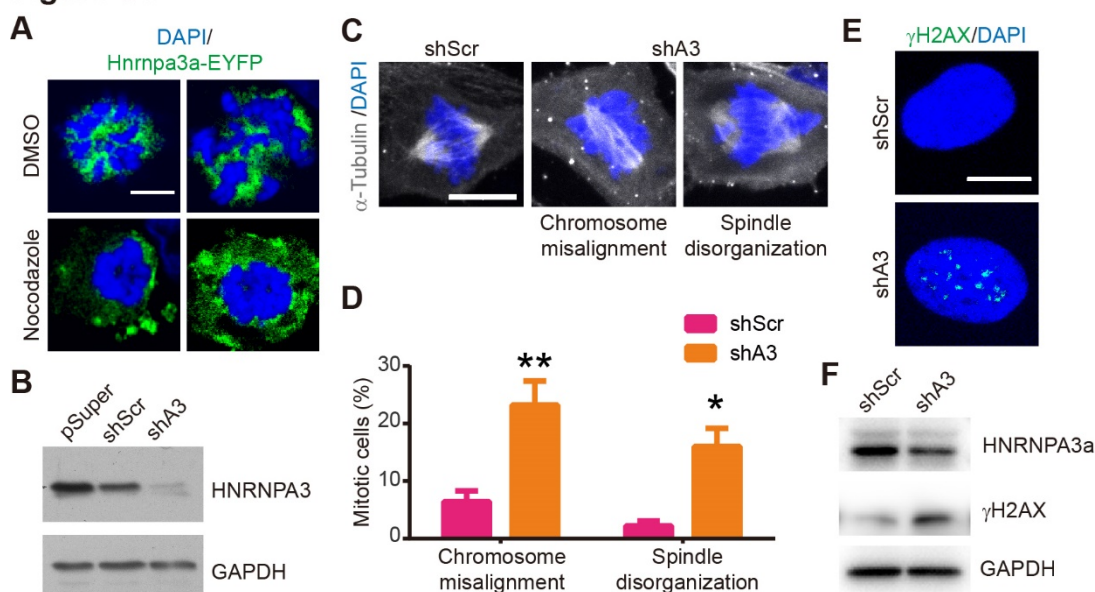 A
DAPI/
Hnrnpa3a-EYFP
DMSO
Nocodazole
B
pSuper
shScr
shA3
HNRNPA3
GAPDH
C
shScr
shA3
α-Tubulin /DAPI
Chromosome
misalignment
Spindle
disorganization
D
shScr
shA3
Mitotic cells (%)
30
20
10
0
**
*
Chromosome
misalignment
Spindle
disorganization
E
γH2AX/DAPI
shScr
shA3
F
shScr
shA3
HNRNPA3a
γH2AX
GAPDH